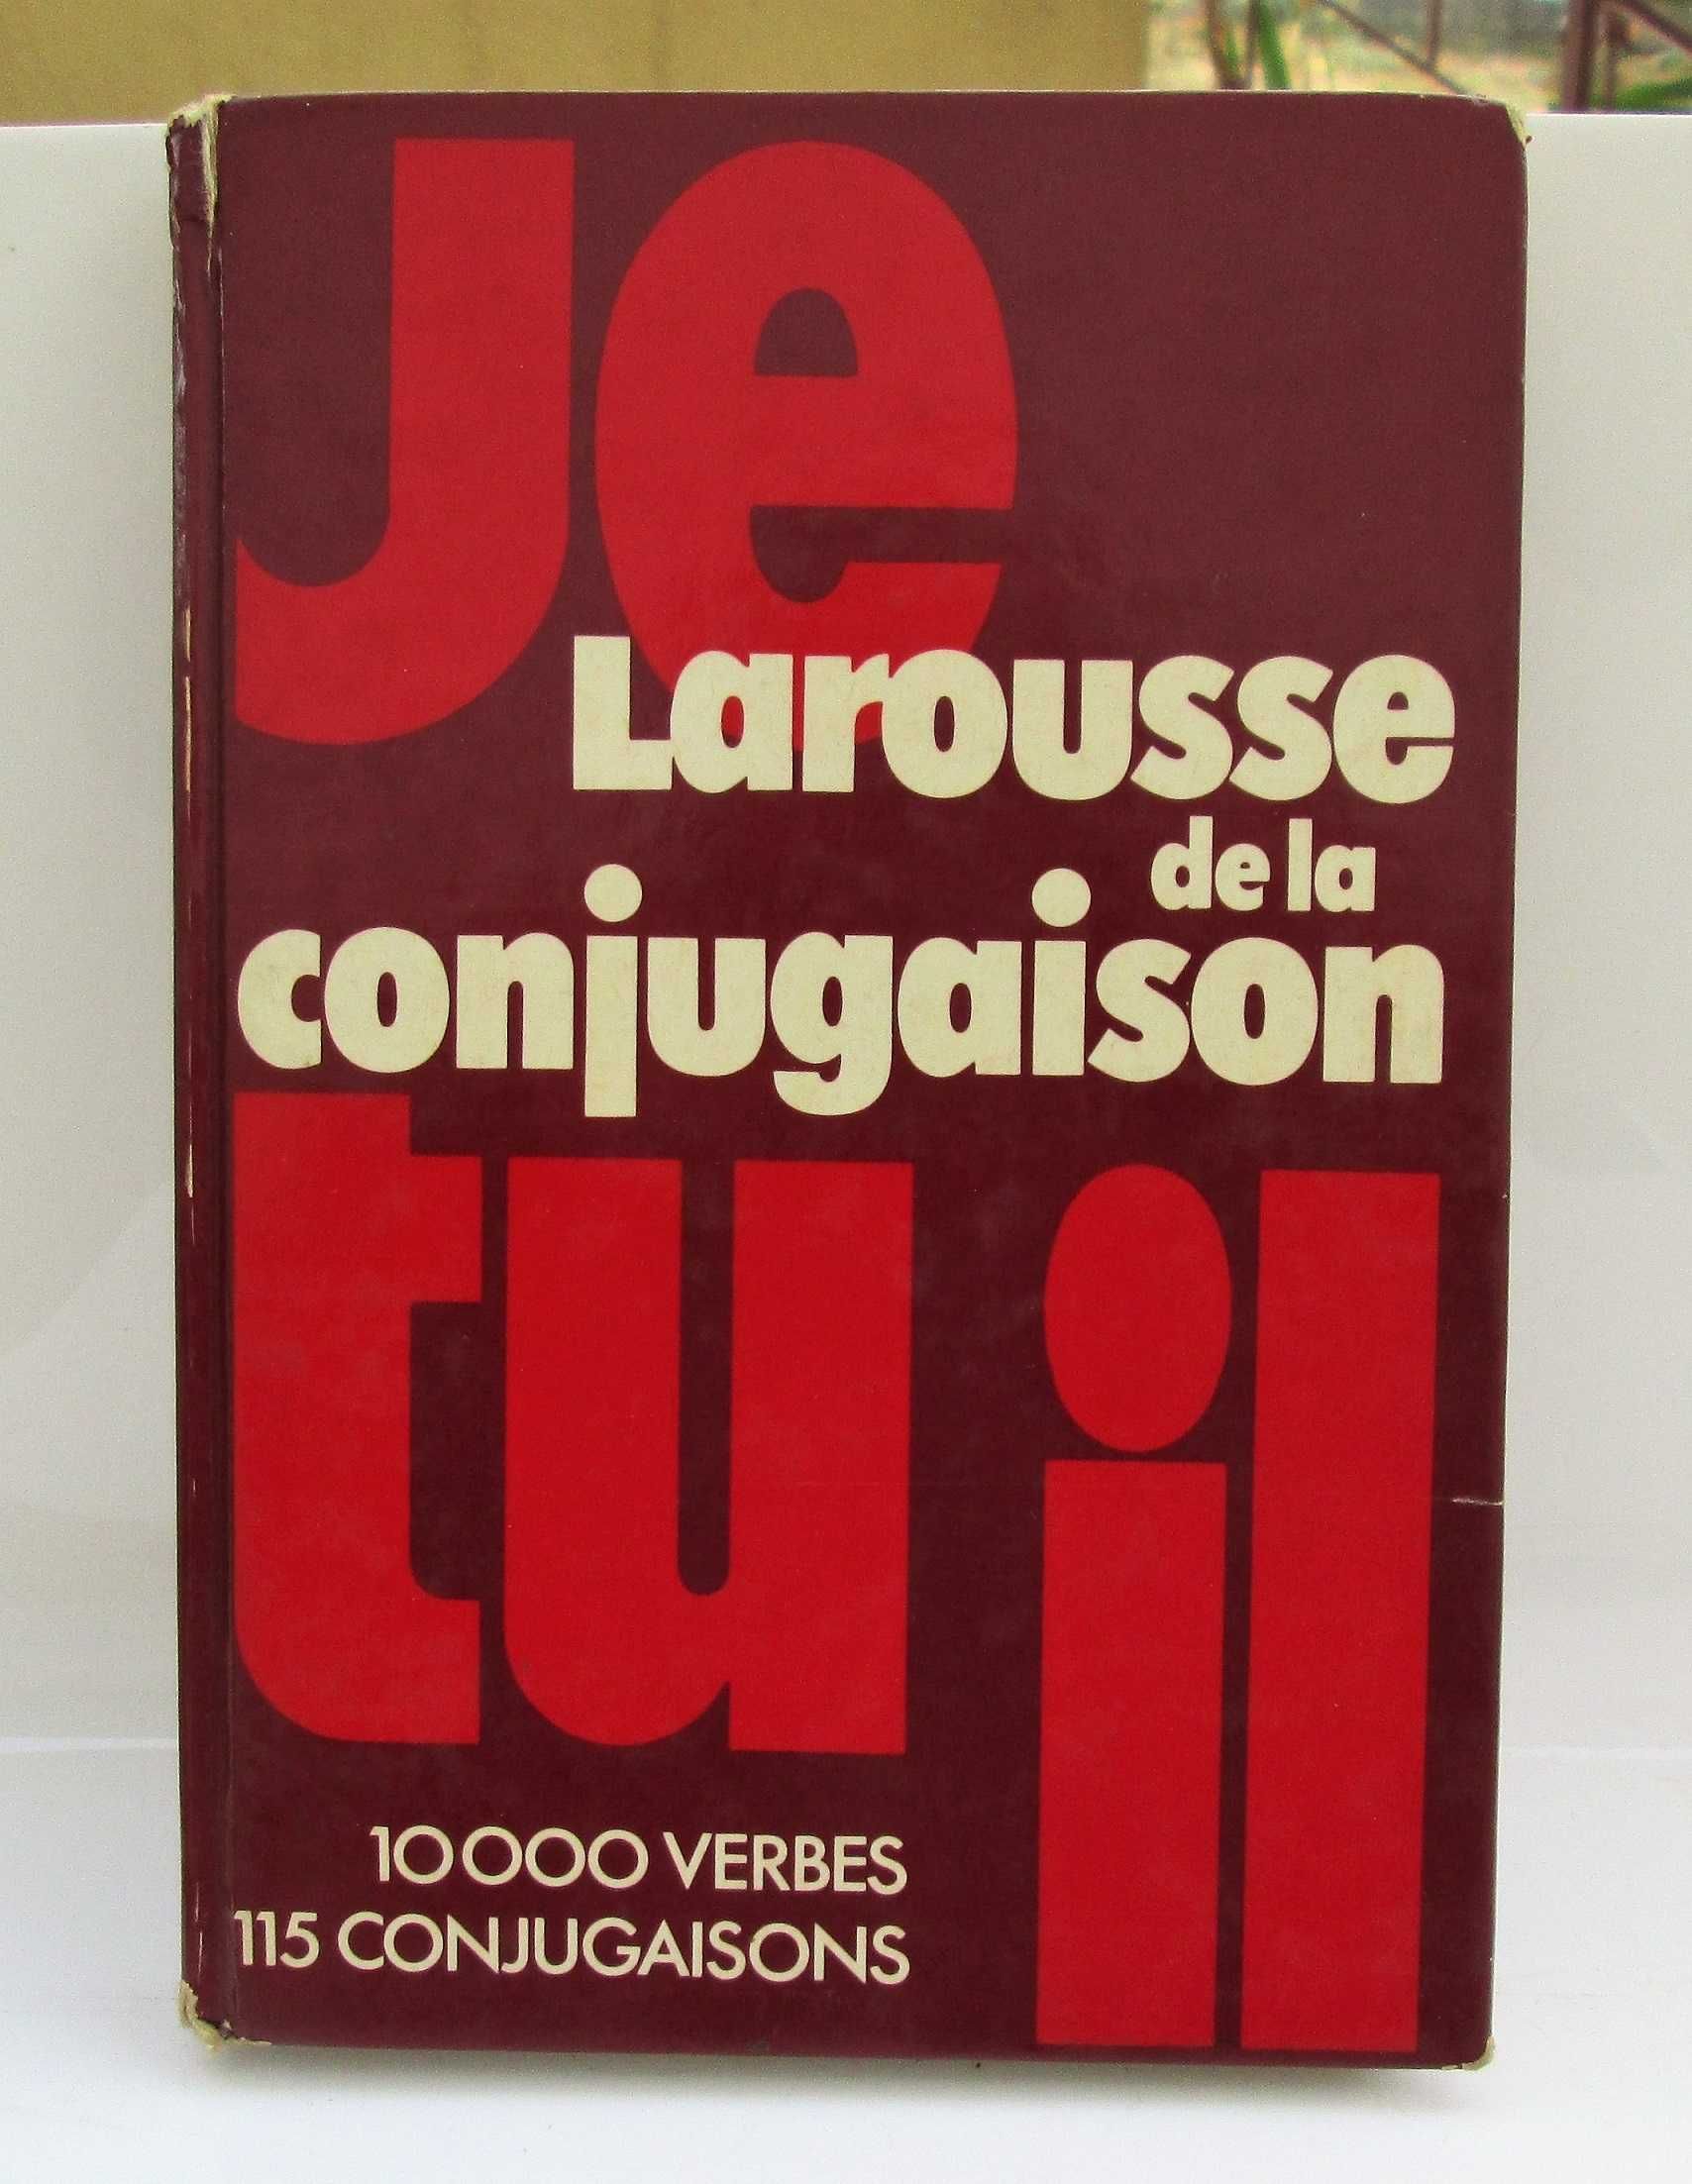 Je
Larousse
de la
conjugaison
tu il
10 000 VERBES
115 CONJUGAISONS